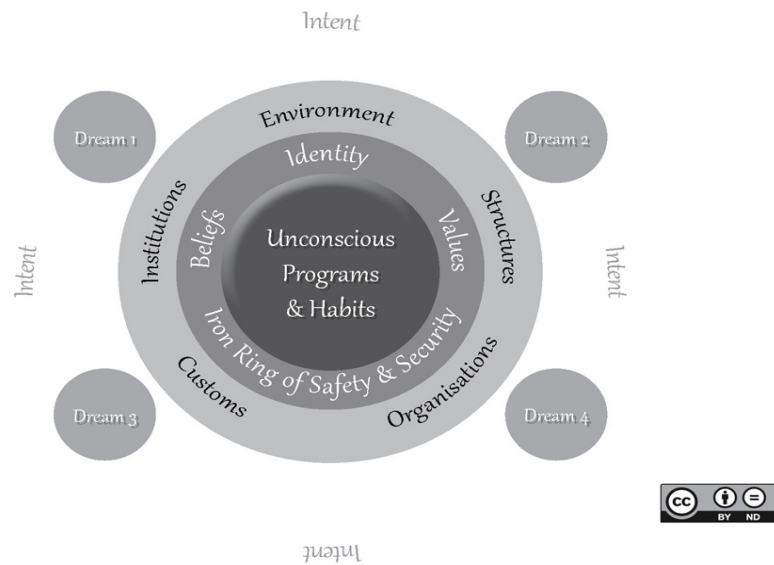 Intent
Environment
Dream 1
Dream 2
Identity
Institutions
Beliefs
Values
Structures
Unconscious
Programs
& Habits
Intent
Intent
Iron Ring of Safety & Security
Customs
Organisations
Dream 3
Dream 4
cc
BY ND
Intent